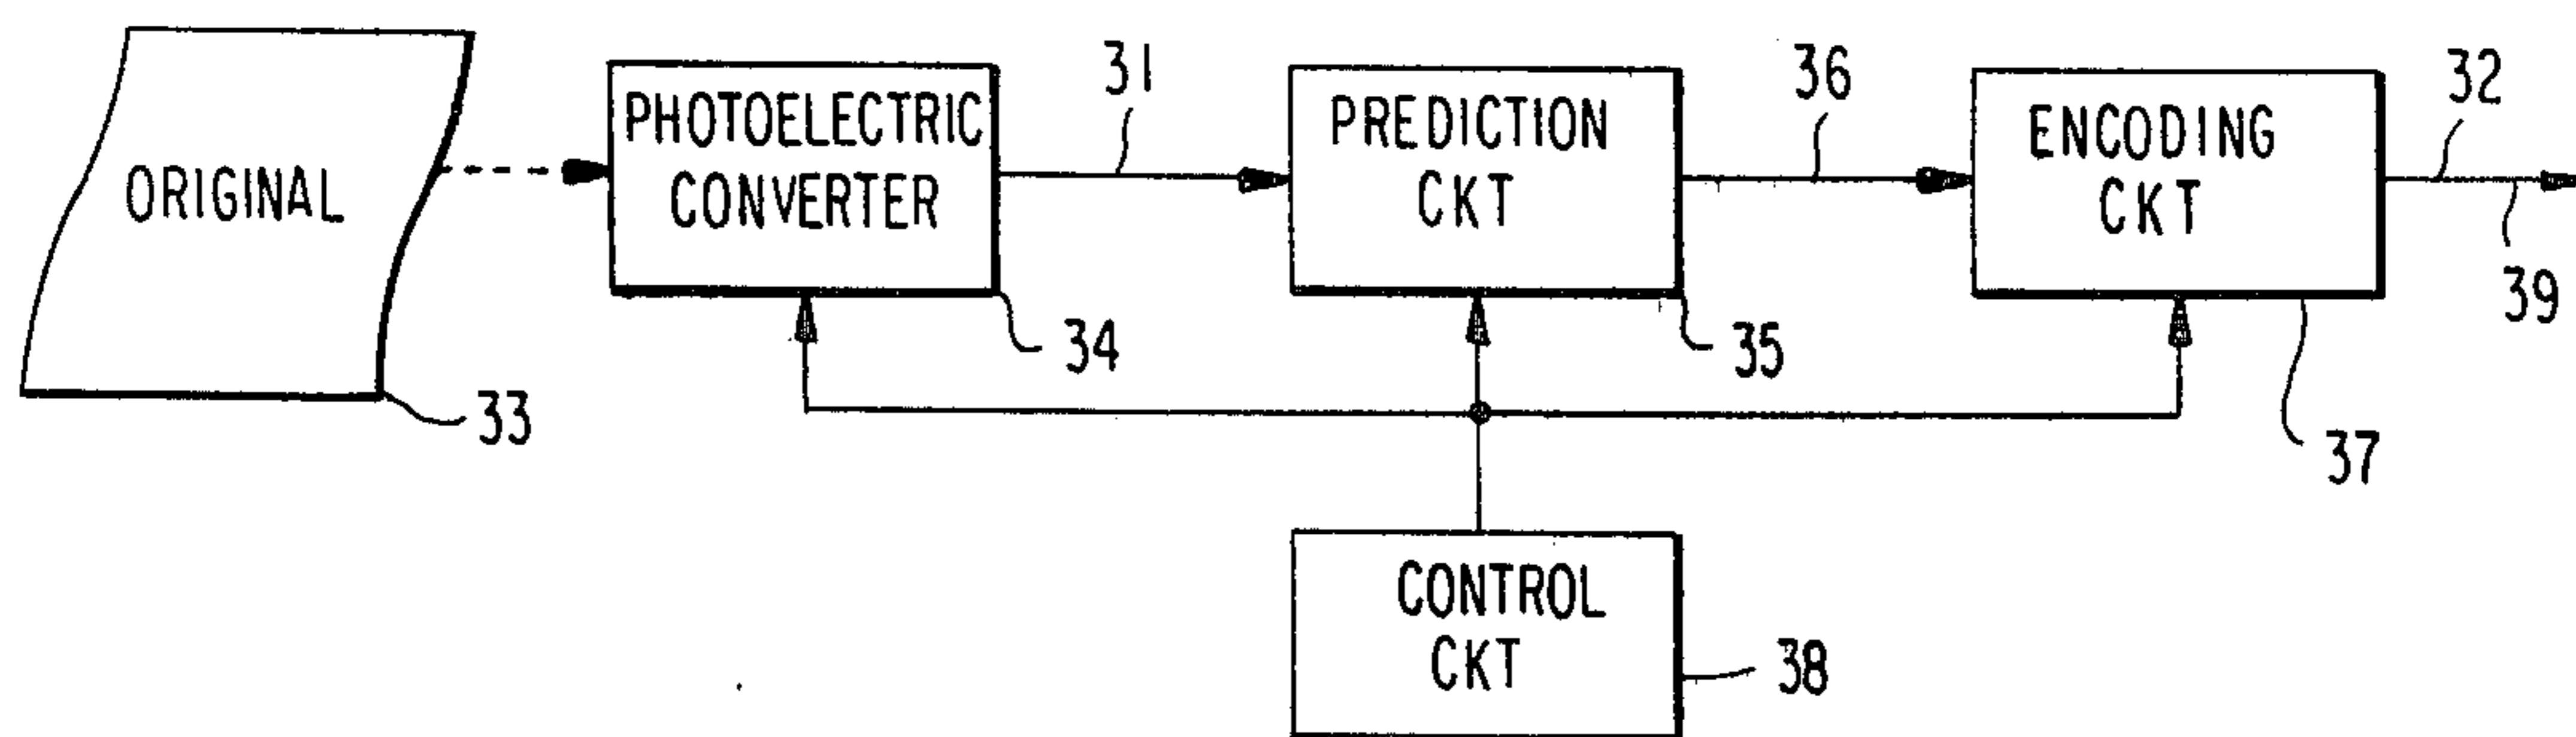 ORIGINAL
33
PHOTOELECTRIC
CONVERTER
34
31
PREDICTION
CKT
35
36
ENCODING
CKT
37
32
39
CONTROL
CKT
38